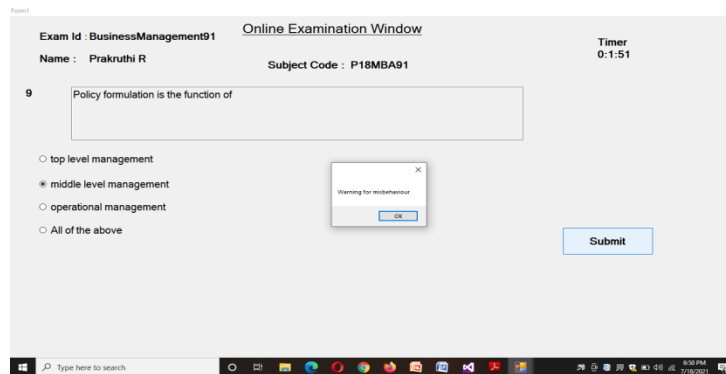 Form1
Online Examination Window
Exam Id : BusinessManagement91
Timer
0:1:51
Name : Prakruthi R
Subject Code : P18MBA91
9
Policy formulation is the function of
top level management
middle level management
operational management
All of the above
Warning for misbehaviour
OK
Submit
Type here to search
6:50 PM
7/18/2021